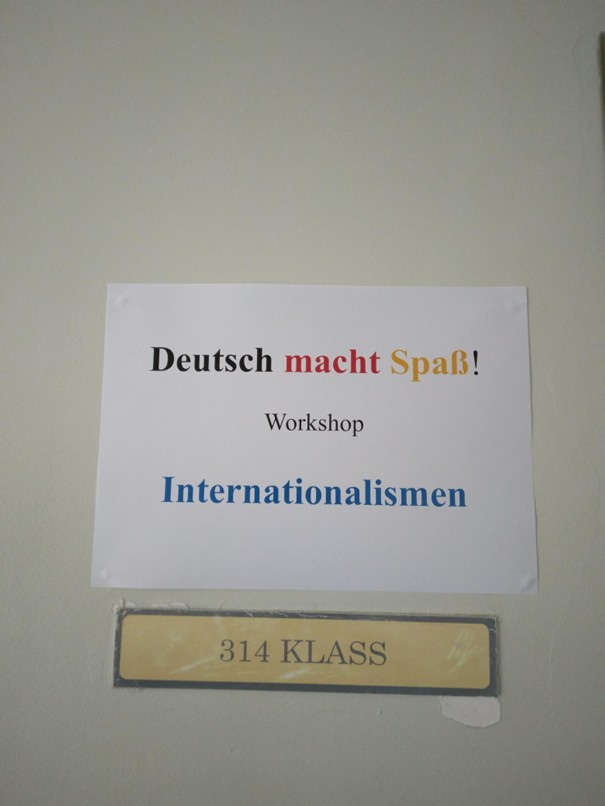 Deutsch macht Spaß!
Workshop
Internationalismen
314 KLASS